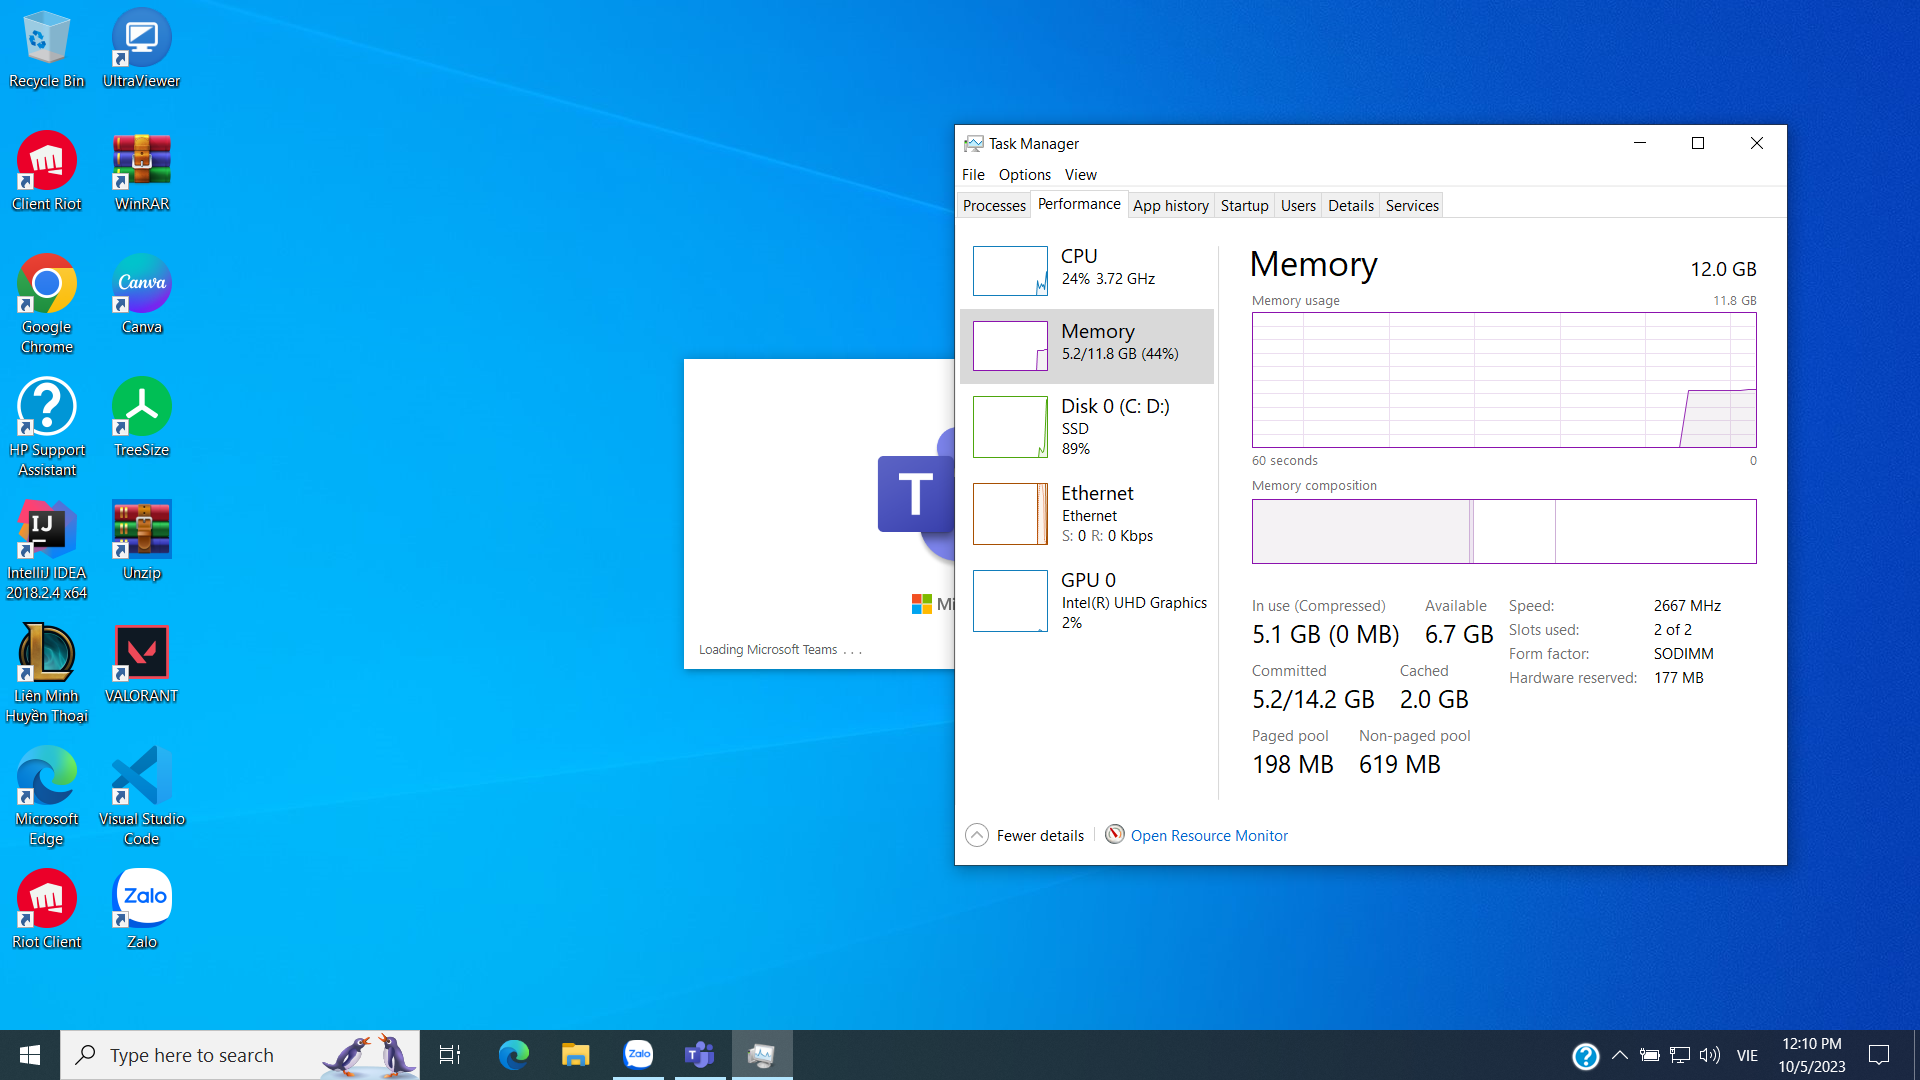 Recycle Bin
UltraViewer
Client Riot
WinRAR
Google
Chrome
Canva
Canva
HP Support
Assistant
TreeSize
IJ
IntelliJ IDEA
2018.2.4 x64
Unzip
Liên Minh
Huyền Thoại
VALORANT
Microsoft
Edge
Visual Studio
Code
Riot Client
Zalo
Zalo
T
Mi
Loading Microsoft Teams . . .
Task Manager
File Options View
Processes Performance App history Startup Users Details Services
CPU
24% 3.72 GHz
Memory
5.2/11.8 GB (44%)
Disk 0 (C: D:)
SSD
89%
Ethernet
Ethernet
S: 0 R: 0 Kbps
GPU 0
Intel(R) UHD Graphics
2%
Memory 12.0 GB
Memory usage 11.8 GB
60 seconds 0
Memory composition
In use (Compressed) Available
5.1 GB (0 MB) 6.7 GB
Committed Cached
5.2/14.2 GB 2.0 GB
Paged pool Non-paged pool
198 MB 619 MB
Speed: 2667 MHz
Slots used: 2 of 2
Form factor: SODIMM
Hardware reserved: 177 MB
Fewer details Open Resource Monitor
Type here to search
Zalo
T
VIE
12:10 PM
10/5/2023